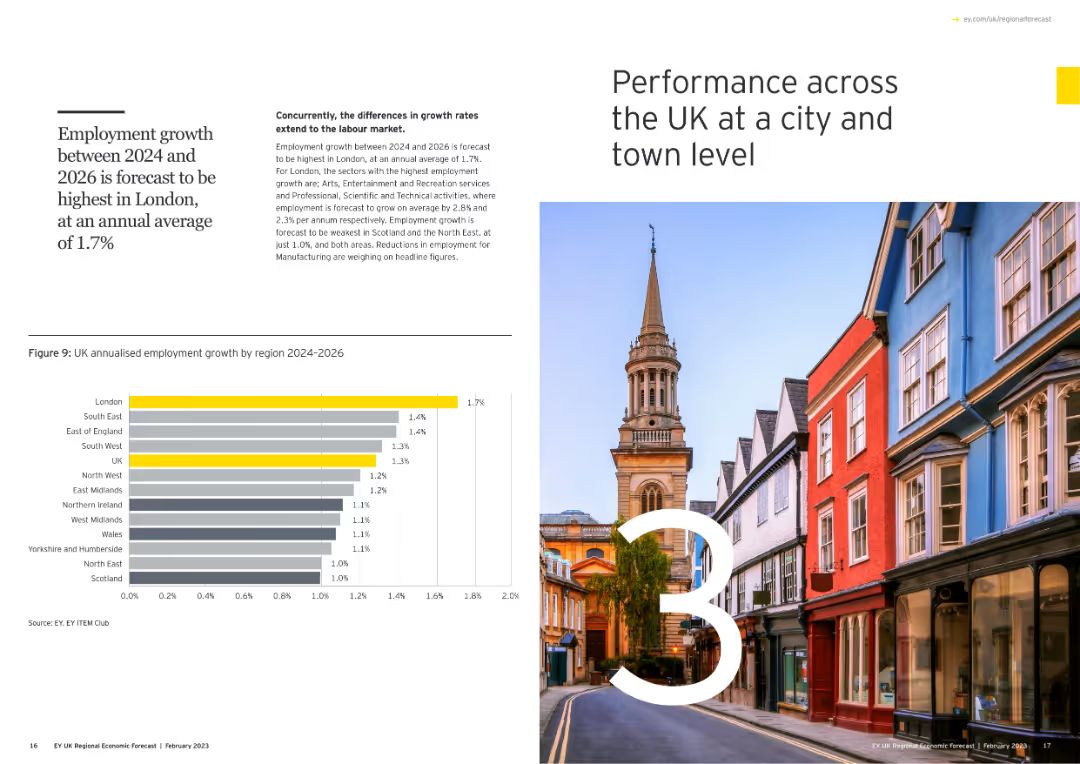 ey.com/uk/regionalforecast
Employment growth
between 2024 and
2026 is forecast to be
highest in London,
at an annual average
of 1.7%
Concurrently, the differences in growth rates
extend to the labour market.
Employment growth between 2024 and 2026 is forecast
to be highest in London, at an annual average of 1.7%.
For London, the sectors with the highest employment
growth are; Arts, Entertainment and Recreation services
and Professional, Scientific and Technical activities, where
employment is forecast to grow on average by 2.8% and
2.3% per annum respectively. Employment growth is
forecast to be weakest in Scotland and the North East, at
just 1.0%, and both areas. Reductions in employment for
Manufacturing are weighing on headline figures.
Figure 9: UK annualised employment growth by region 2024–2026
London 1.7%
South East 1.4%
East of England 1.4%
South West 1.3%
UK 1.3%
North West 1.2%
East Midlands 1.2%
Northern Ireland 1.1%
West Midlands 1.1%
Wales 1.1%
Yorkshire and Humberside 1.1%
North East 1.0%
Scotland 1.0%
0.0% 0.2% 0.4% 0.6% 0.8% 1.0% 1.2% 1.4% 1.6% 1.8% 2.0%
Source: EY, EY ITEM Club
16 EY UK Regional Economic Forecast | February 2023
Performance across
the UK at a city and
town level
3
EY UK Regional Economic Forecast | February 2023 17